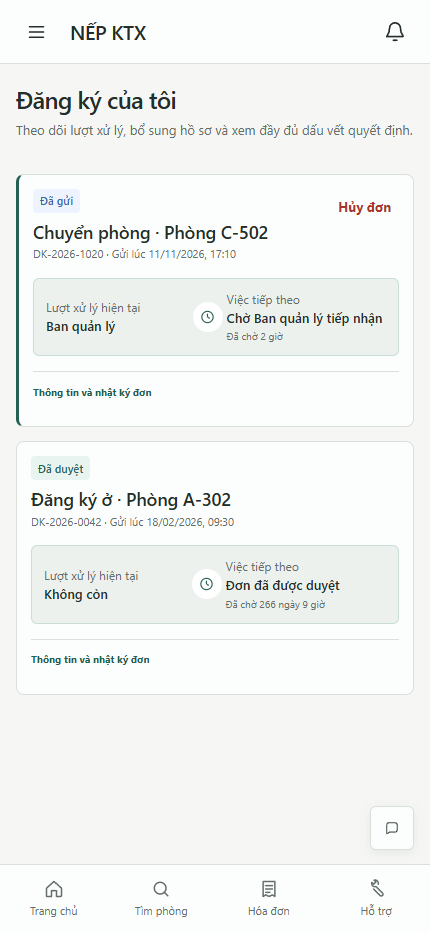 NẾP KTX
Đăng ký của tôi
Theo dõi lượt xử lý, bổ sung hồ sơ và xem đầy đủ dấu vết quyết định.
Đã gửi
Hủy đơn
Chuyển phòng · Phòng C-502
DK-2026-1020 · Gửi lúc 11/11/2026, 17:10
Lượt xử lý hiện tại
Ban quản lý
Việc tiếp theo
Chờ Ban quản lý tiếp nhận
Đã chờ 2 giờ
Thông tin và nhật ký đơn
Đã duyệt
Đăng ký ở · Phòng A-302
DK-2026-0042 · Gửi lúc 18/02/2026, 09:30
Lượt xử lý hiện tại
Không còn
Việc tiếp theo
Đơn đã được duyệt
Đã chờ 266 ngày 9 giờ
Thông tin và nhật ký đơn
Trang chủ
Tìm phòng
Hóa đơn
Hỗ trợ